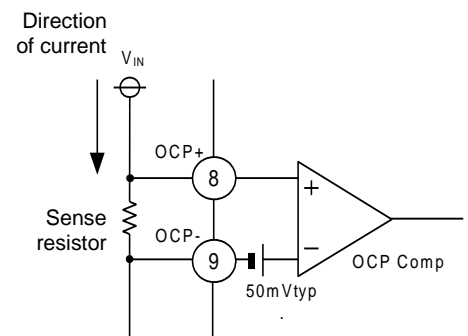 Direction
of current
VIN
OCP+
8
+
Sense
resistor
OCP-
9
−
OCP Comp
50mVtyp
.